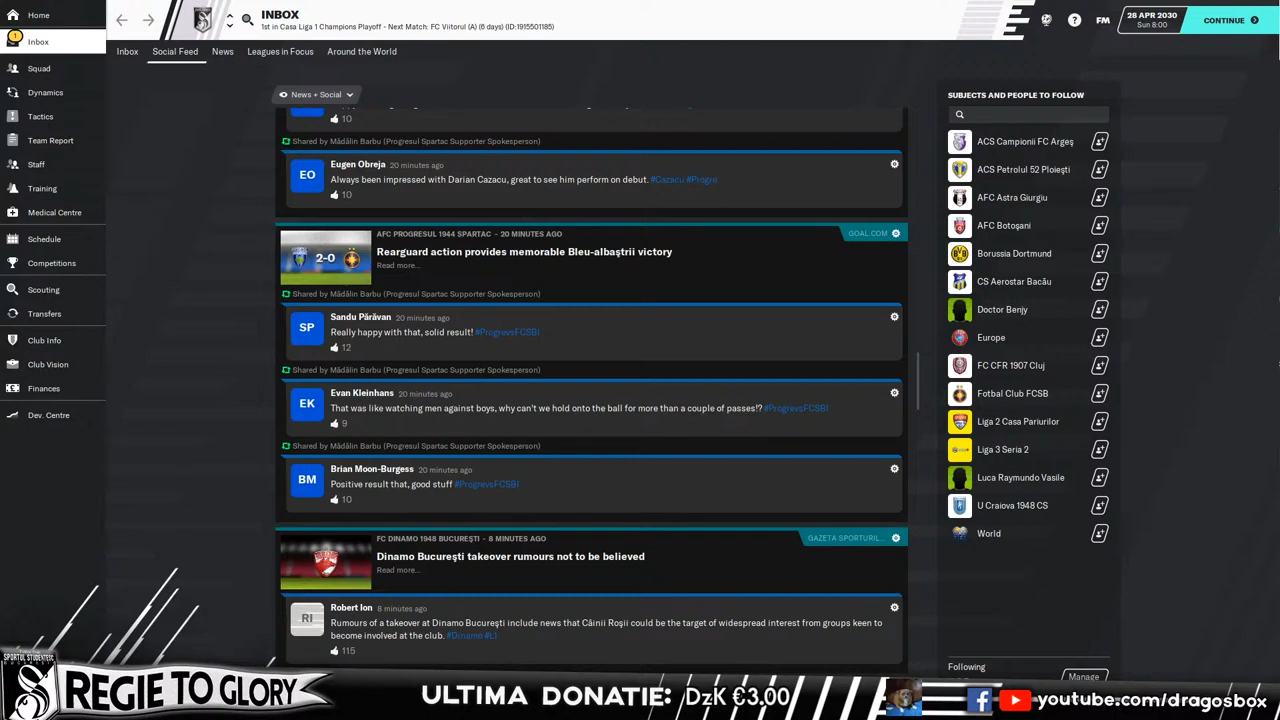 Home
INBOX
1st in Casa Liga 1 Champions Playoff - Next Match: FC Viitorul (A) (6 days) (ID:1915501185)
FM
28 APR 2030
Sun 8:00
CONTINUE
1
Inbox
Inbox
Social Feed
News
Leagues in Focus
Around the World
Squad
Dynamics
Tactics
Team Report
Staff
Training
Medical Centre
Schedule
Competitions
Scouting
Transfers
Club Info
Club Vision
Finances
Dev. Centre
News + Social
10
Shared by Mădălin Barbu (Progresul Spartac Supporter Spokesperson)
EO
Eugen Obreja 20 minutes ago
Always been impressed with Darian Cazacu, great to see him perform on debut. #Cazacu #Progre
10
AFC PROGRESUL 1944 SPARTAC - 20 MINUTES AGO
GOAL.COM
2-0
Rearguard action provides memorable Bleu-albaştrii victory
Read more...
Shared by Mădălin Barbu (Progresul Spartac Supporter Spokesperson)
SP
Sandu Părăvan 20 minutes ago
Really happy with that, solid result! #ProgrevsFCSBI
12
Shared by Mădălin Barbu (Progresul Spartac Supporter Spokesperson)
EK
Evan Kleinhans 20 minutes ago
That was like watching men against boys, why can't we hold onto the ball for more than a couple of passes!? #ProgrevsFCSBI
9
Shared by Mădălin Barbu (Progresul Spartac Supporter Spokesperson)
BM
Brian Moon-Burgess 20 minutes ago
Positive result that, good stuff #ProgrevsFCSBI
10
FC DINAMO 1948 BUCUREŞTI - 8 MINUTES AGO
GAZETA SPORTURIL...
Dinamo Bucureşti takeover rumours not to be believed
Read more...
RI
Robert Ion 8 minutes ago
Rumours of a takeover at Dinamo Bucureşti include news that Câinii Roşii could be the target of widespread interest from groups keen to
become involved at the club. #Dinamo #L1
115
SUBJECTS AND PEOPLE TO FOLLOW
ACS Campionii FC Argeş
ACS Petrolul 52 Ploieşti
AFC Astra Giurgiu
AFC Botoşani
Borussia Dortmund
CS Aerostar Bacău
Doctor Benjy
Europe
FC CFR 1907 Cluj
Fotbal Club FCSB
Liga 2 Casa Pariurilor
Liga 3 Seria 2
Luca Raymundo Vasile
U Craiova 1948 CS
World
Following
Manage
SPORTUL STUDENTESC
REGIE TO GLORY
ULTIMA DONATIE: DzK €3,00
youtube.com/dragosbox